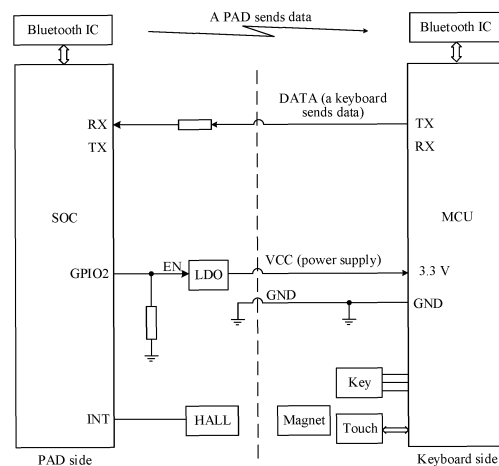 A PAD sends data
Bluetooth IC
Bluetooth IC
DATA (a keyboard
sends data)
RX
TX
TX
RX
SOC
MCU
GPIO2
EN
LDO
VCC (power supply)
3.3 V
GND
GND
Key
INT
HALL
Magnet
Touch
PAD side
Keyboard side